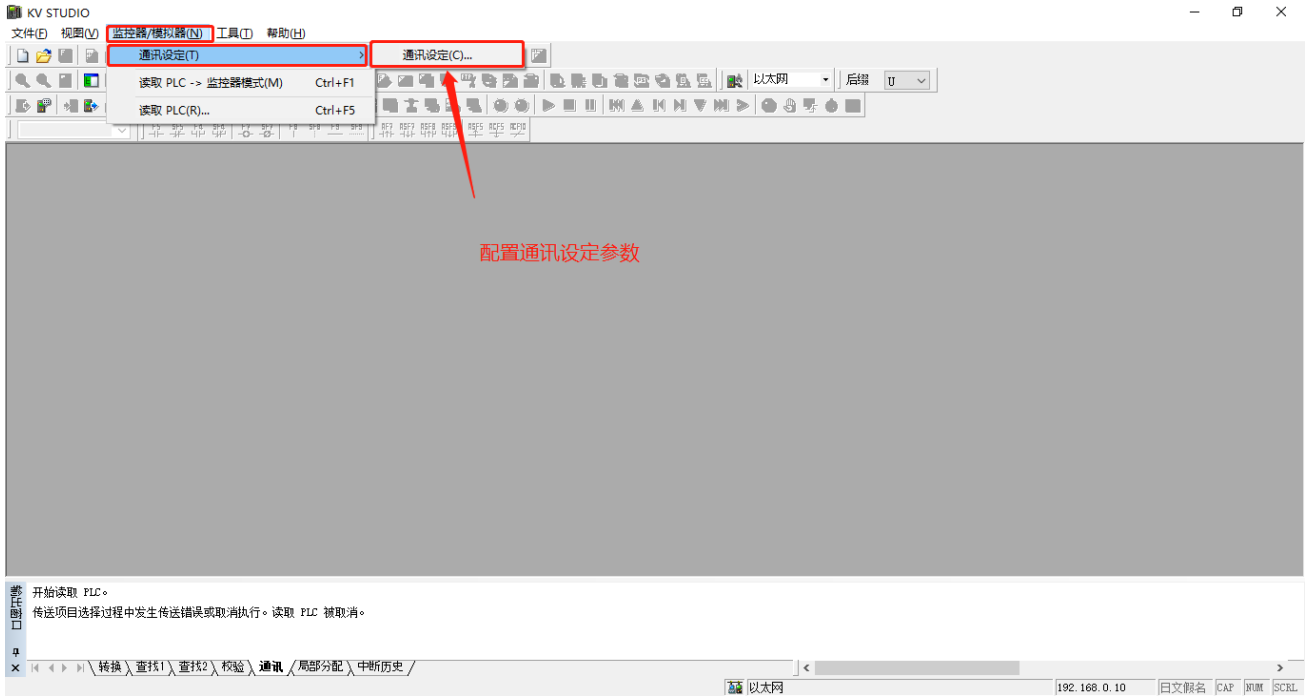 KV STUDIO
文件(F) 视图(V) 监控器/模拟器(N) 工具(T) 帮助(H)
通讯设定(T)
通讯设定(C)...
读取 PLC -> 监控器模式(M) Ctrl+F1
以太网 后缀 U
读取 PLC(R)... Ctrl+F5
配置通讯设定参数
开始读取 PLC。
传送项目选择过程中发生传送错误或取消执行。读取 PLC 被取消。
转换 查找1 查找2 校验 通讯 局部分配 中断历史
以太网 192.168.0.10 日文假名 CAP NUM SCRL